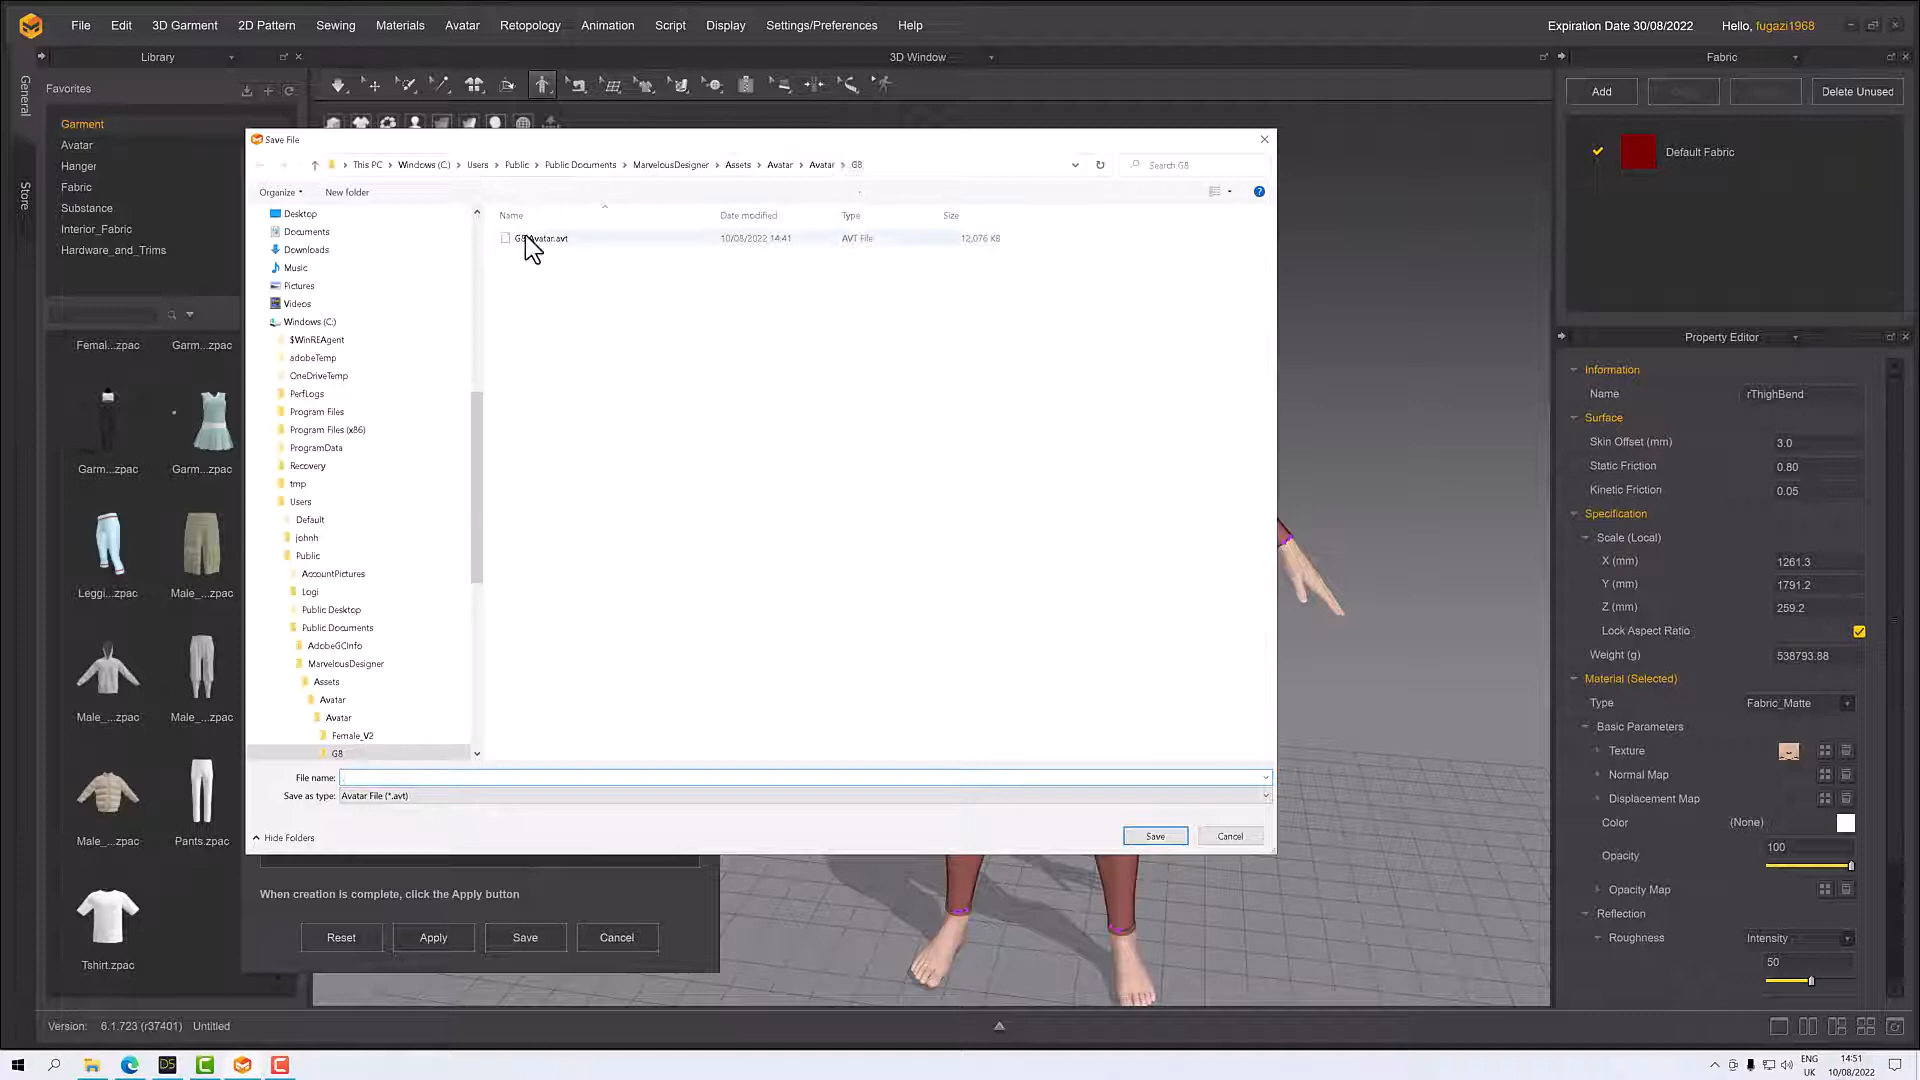 File Edit 3D Garment 2D Pattern Sewing Materials Avatar Retopology Animation Script Display Settings/Preferences Help Expiration Date 30/08/2022 Hello, fugazi1968
Library 3D Window Fabric
General
Store
Favorites
Garment
Avatar
Hanger
Fabric
Substance
Interior_Fabric
Hardware_and_Trims
Femal...zpac Garm...zpac
Garm...zpac Garm...zpac
Leggi...zpac Male_...zpac
Male_...zpac Male_...zpac
Male_...zpac Pants.zpac
Tshirt.zpac
Save File
This PC Windows (C:) Users Public Public Documents MarvelousDesigner Assets Avatar Avatar G8
Search G8
Organize New folder
Desktop
Documents
Downloads
Music
Pictures
Videos
Windows (C:)
$WinREAgent
adobeTemp
OneDriveTemp
PerfLogs
Program Files
Program Files (x86)
ProgramData
Recovery
tmp
Users
Default
johnh
Public
AccountPictures
Logi
Public Desktop
Public Documents
AdobeGCInfo
MarvelousDesigner
Assets
Avatar
Avatar
Female_V2
G8
Name Date modified Type Size
Avatar.avt 10/08/2022 14:41 AVT File 12,076 KB
File name:
Save as type: Avatar File (*.avt)
Hide Folders Save Cancel
When creation is complete, click the Apply button
Reset Apply Save Cancel
Add Delete Unused
Default Fabric
Property Editor
Information
Name rThighBend
Surface
Skin Offset (mm) 3.0
Static Friction 0.80
Kinetic Friction 0.05
Specification
Scale (Local)
X (mm) 1261.3
Y (mm) 1791.2
Z (mm) 259.2
Lock Aspect Ratio
Weight (g) 538793.88
Material (Selected)
Type Fabric_Matte
Basic Parameters
Texture
Normal Map
Displacement Map
Color (None)
Opacity 100
Opacity Map
Reflection
Roughness Intensity
50
Version: 6.1.723 (r37401) Untitled
DS
ENG
UK
14:51
10/08/2022